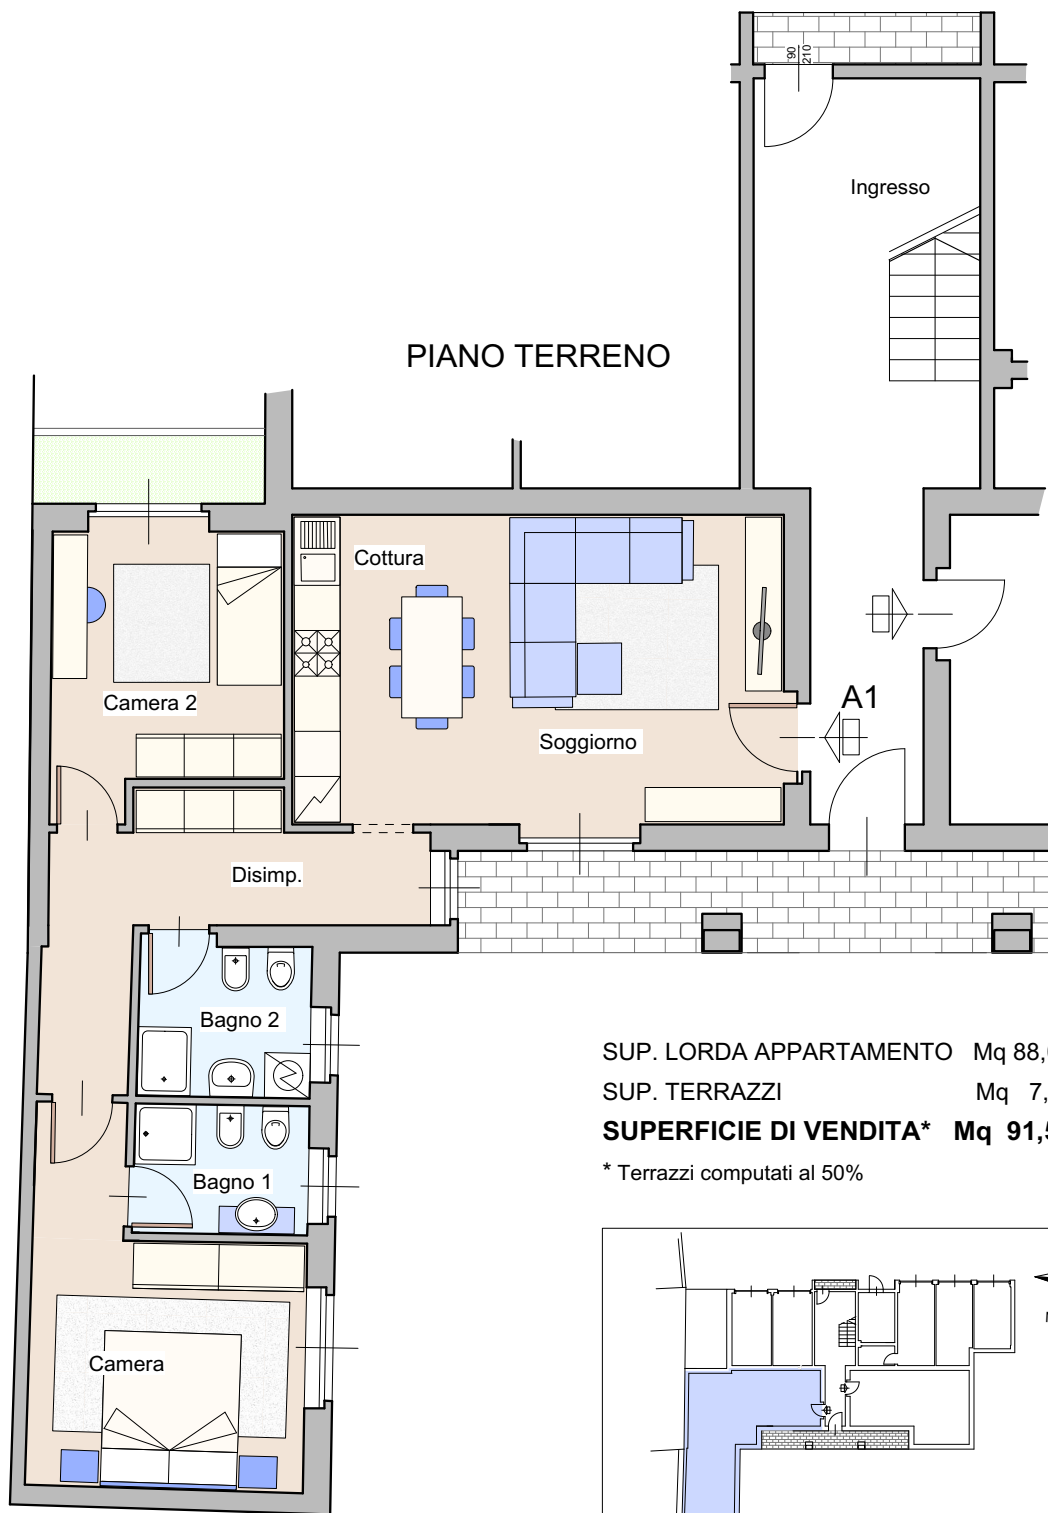 90
210
Ingresso
PIANO TERRENO
Cottura
Camera 2
A1
Soggiorno
Disimp.
Bagno 2
SUP. LORDA APPARTAMENTO Mq 88,
SUP. TERRAZZI Mq 7,
SUPERFICIE DI VENDITA* Mq 91,5
* Terrazzi computati al 50%
Bagno 1
Camera